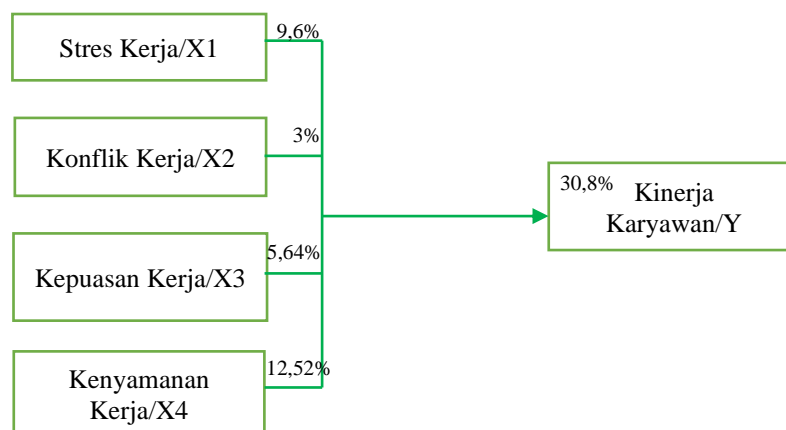 Stres Kerja/X1
9,6%
Konflik Kerja/X2
3%
Kepuasan Kerja/X3
5,64%
Kenyamanan
Kerja/X4
12,52%
30,8%
Kinerja
Karyawan/Y